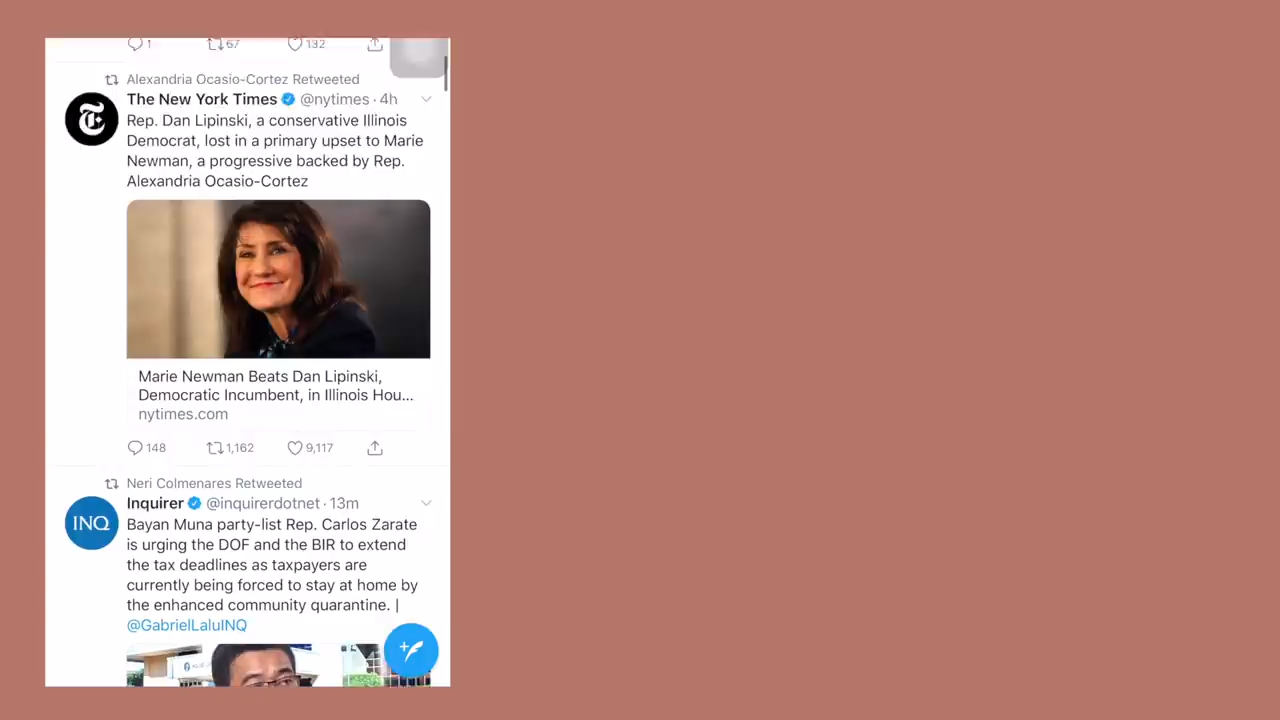 1 67 132
Alexandria Ocasio-Cortez Retweeted
The New York Times @nytimes · 4h
Rep. Dan Lipinski, a conservative Illinois
Democrat, lost in a primary upset to Marie
Newman, a progressive backed by Rep.
Alexandria Ocasio-Cortez
Marie Newman Beats Dan Lipinski,
Democratic Incumbent, in Illinois Hou...
nytimes.com
148 1,162 9,117
Neri Colmenares Retweeted
INQ
Inquirer @inquirerdotnet · 13m
Bayan Muna party-list Rep. Carlos Zarate
is urging the DOF and the BIR to extend
the tax deadlines as taxpayers are
currently being forced to stay at home by
the enhanced community quarantine. |
@GabrielLaluINQ